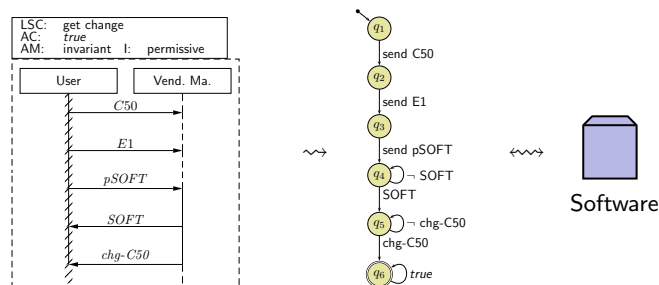 LSC: get change
AC: true
AM: invariant I: permissive
User
Vend. Ma.
C50
E1
pSOFT
SOFT
chg-C50
q1
send C50
q2
send E1
q3
send pSOFT
q4
¬ SOFT
SOFT
q5
¬ chg-C50
chg-C50
q6
true
Software